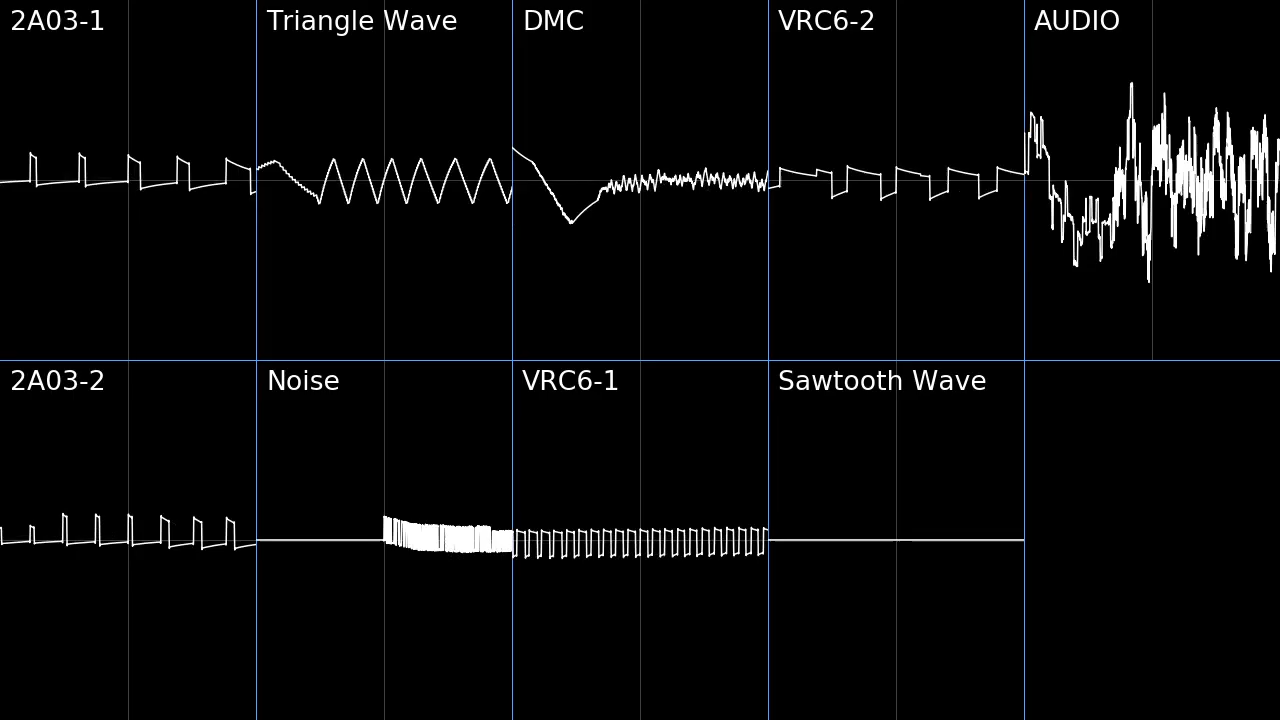 2A03-1
Triangle Wave
DMC
VRC6-2
AUDIO
2A03-2
Noise
VRC6-1
Sawtooth Wave